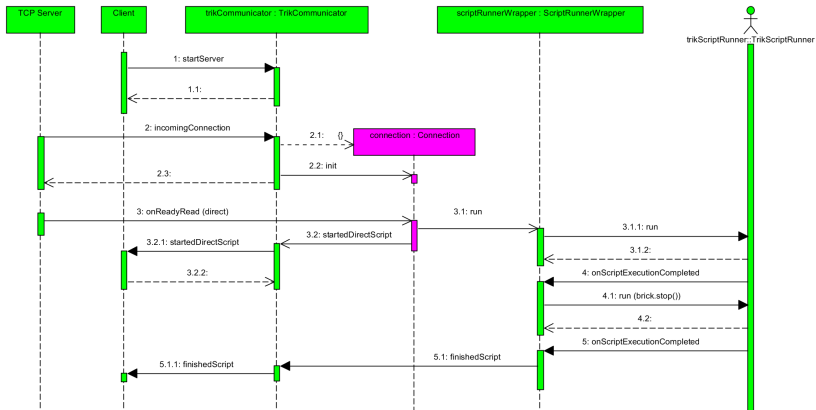 TCP Server
Client
trikCommunicator : TrikCommunicator
scriptRunnerWrapper : ScriptRunnerWrapper
trikScriptRunner::TrikScriptRunner
1: startServer
1.1:
2: incomingConnection
2.1: {}
connection : Connection
2.2: init
2.3:
3: onReadyRead (direct)
3.1: run
3.1.1: run
3.2: startedDirectScript
3.2.1: startedDirectScript
3.1.2:
3.2.2:
4: onScriptExecutionCompleted
4.1: run (brick.stop())
4.2:
5: onScriptExecutionCompleted
5.1: finishedScript
5.1.1: finishedScript